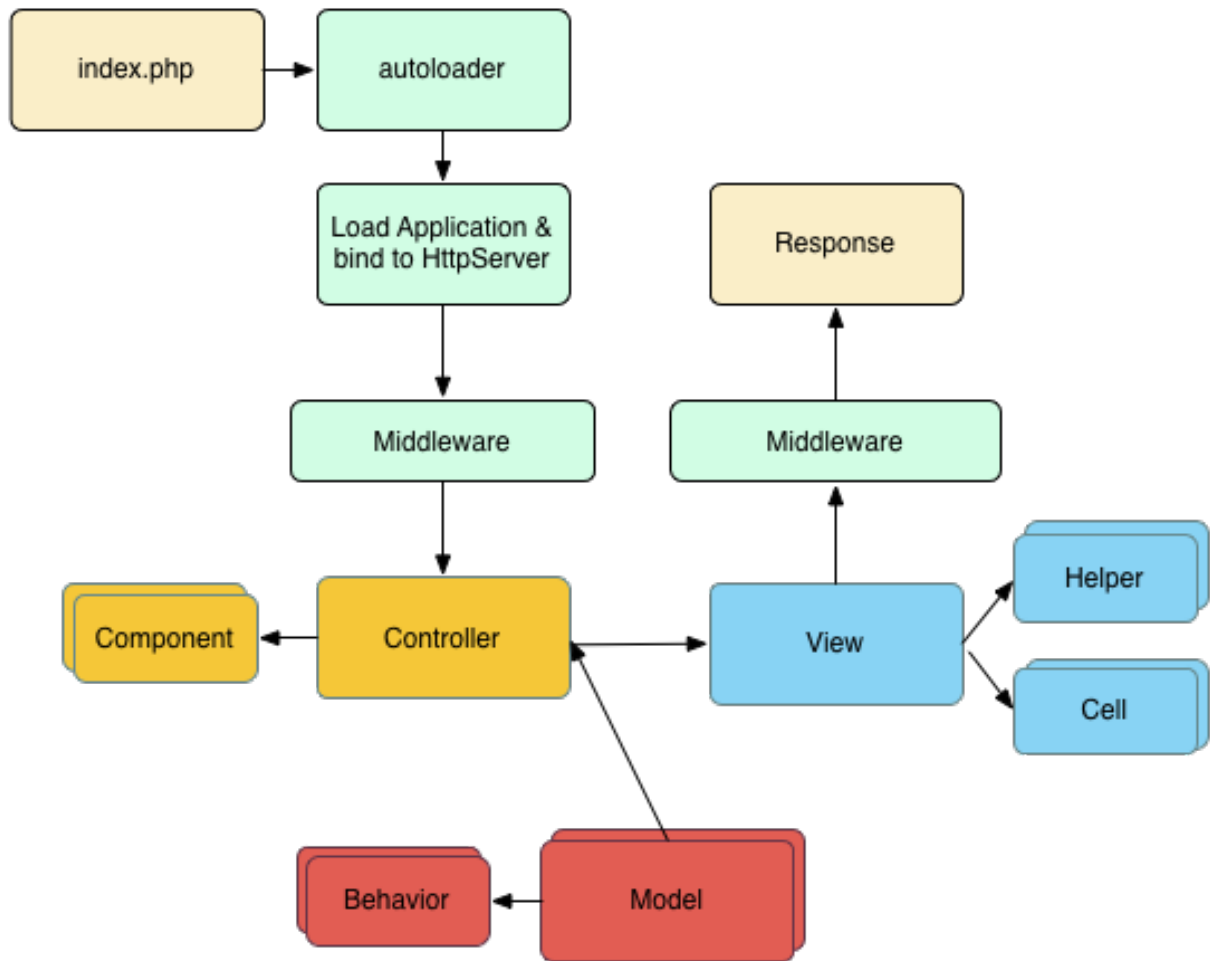 index.php
autoloader
Load Application &
bind to HttpServer
Response
Middleware
Middleware
Helper
Component
Controller
View
Cell
Behavior
Model